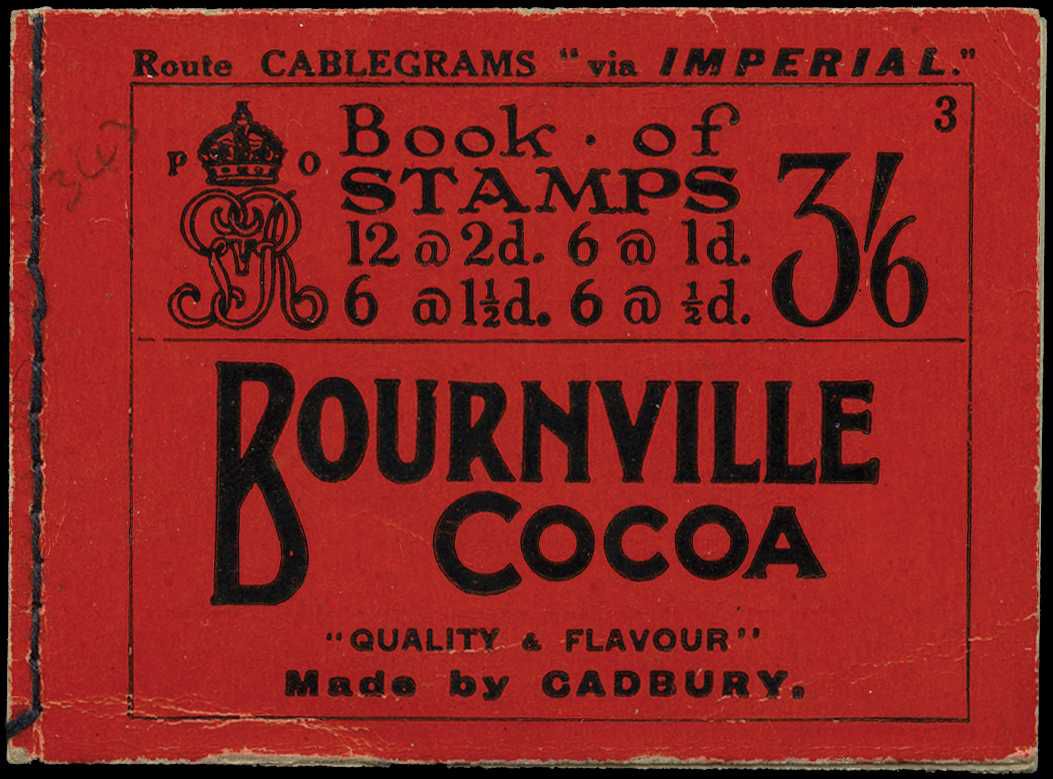 Route CABLEGRAMS "via IMPERIAL."
3
P O
Book · of
STAMPS
12 @ 2d. 6 @ 1d.
6 @ 1½d. 6 @ ½d.
3/6
BOURNVILLE
COCOA
"QUALITY & FLAVOUR"
Made by CADBURY.